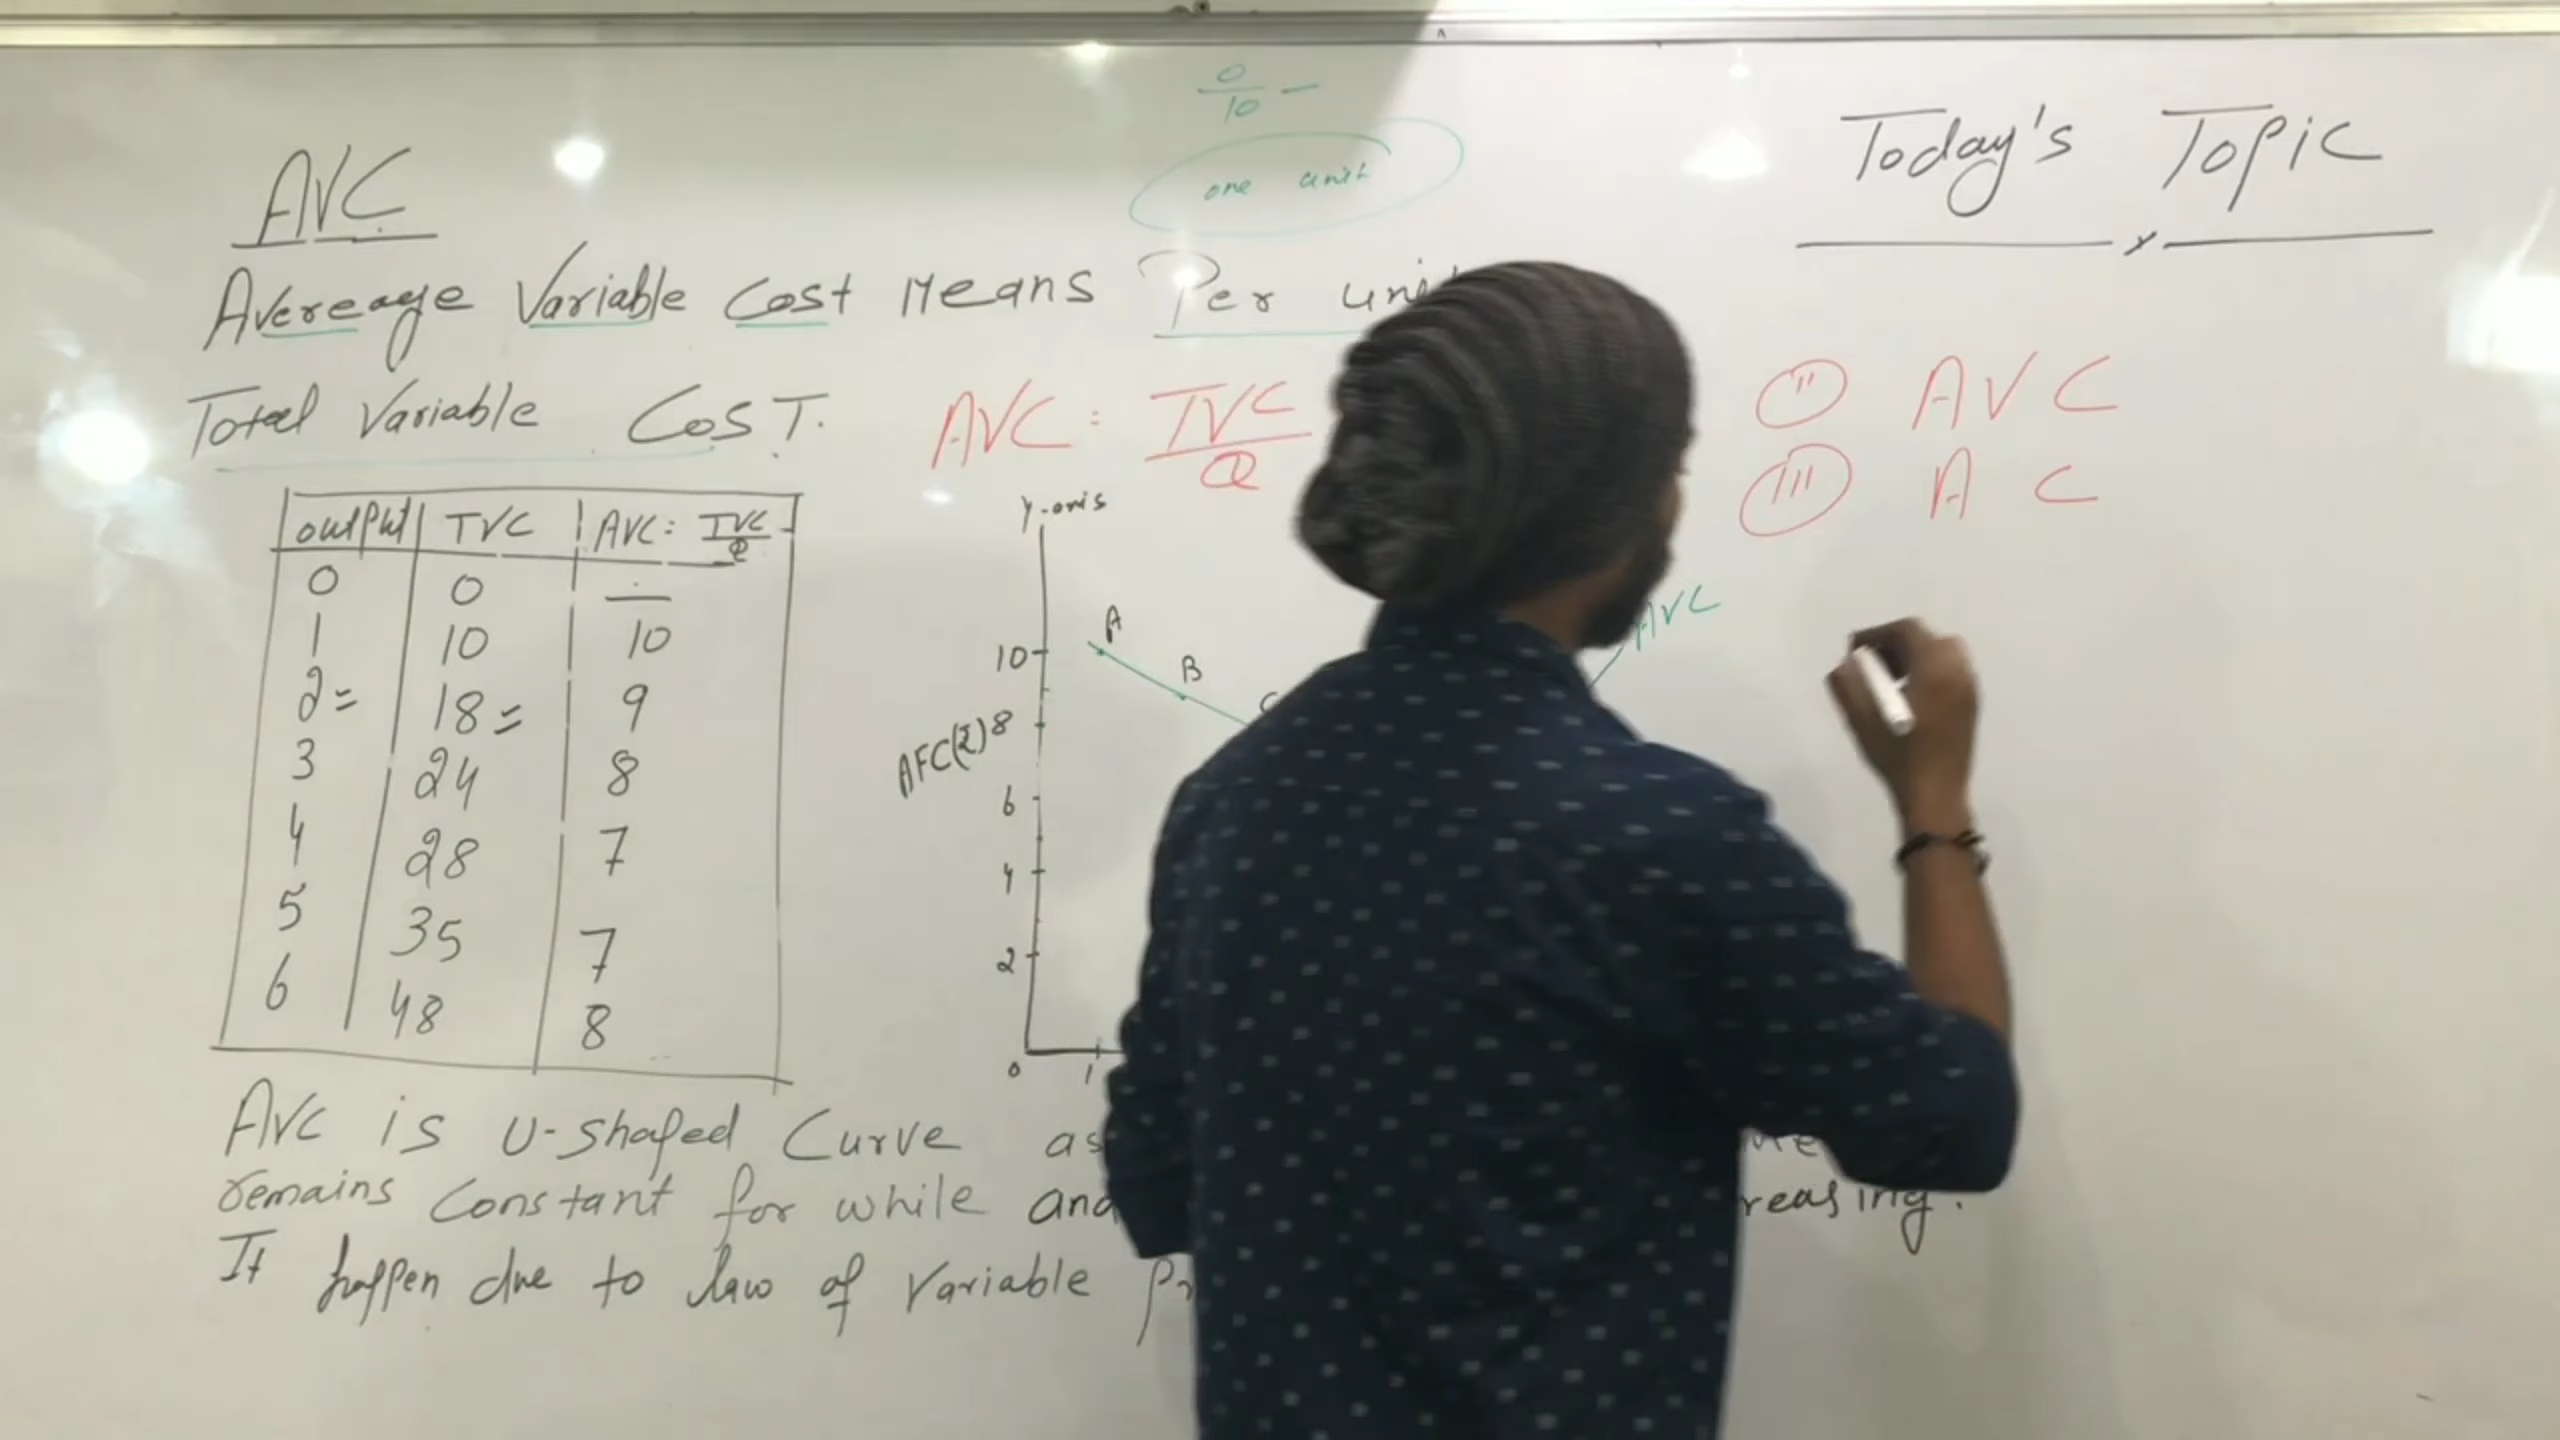 0
10 —
one unit
Today's Topic
AVC
Avereage Variable Cost Means Per
Total Variable CosT.
AVC = TVC
Q
(II) AVC
(III) A C
output TVC AVC = TVC
Q
0 0 —
1 10 10
2 = 18 = 9
3 24 8
4 28 7
5 35 7
6 48 8
Y-axis
A
B
C
AVC
10
8
AFC(₹)
6
4
2
0 1
AVC is U-shaped Curve as
remains Constant for while and reasing.
It happen due to law of Variable